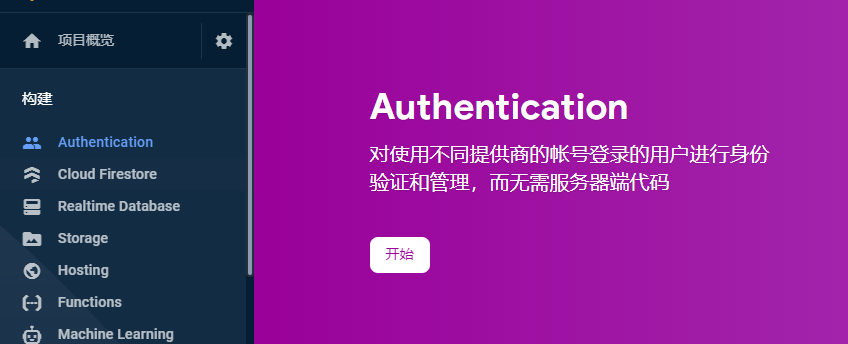 项目概览
构建
Authentication
Cloud Firestore
Realtime Database
Storage
Hosting
Functions
Machine Learning
Authentication
对使用不同提供商的帐号登录的用户进行身份
验证和管理，而无需服务器端代码
开始